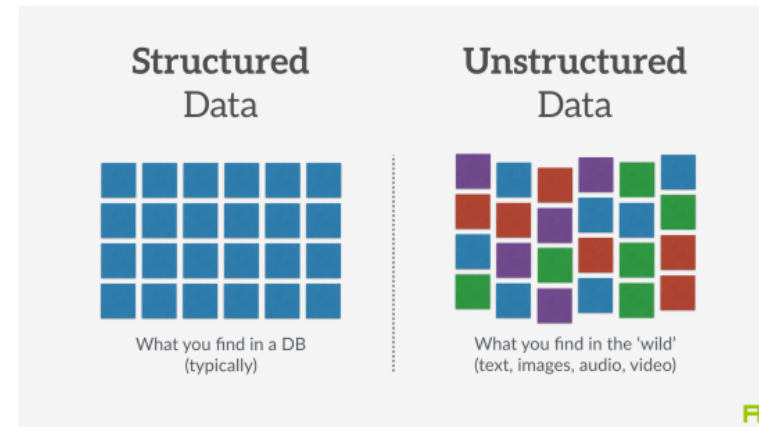 Structured
Data
Unstructured
Data
What you find in a DB
(typically)
What you find in the ‘wild’
(text, images, audio, video)